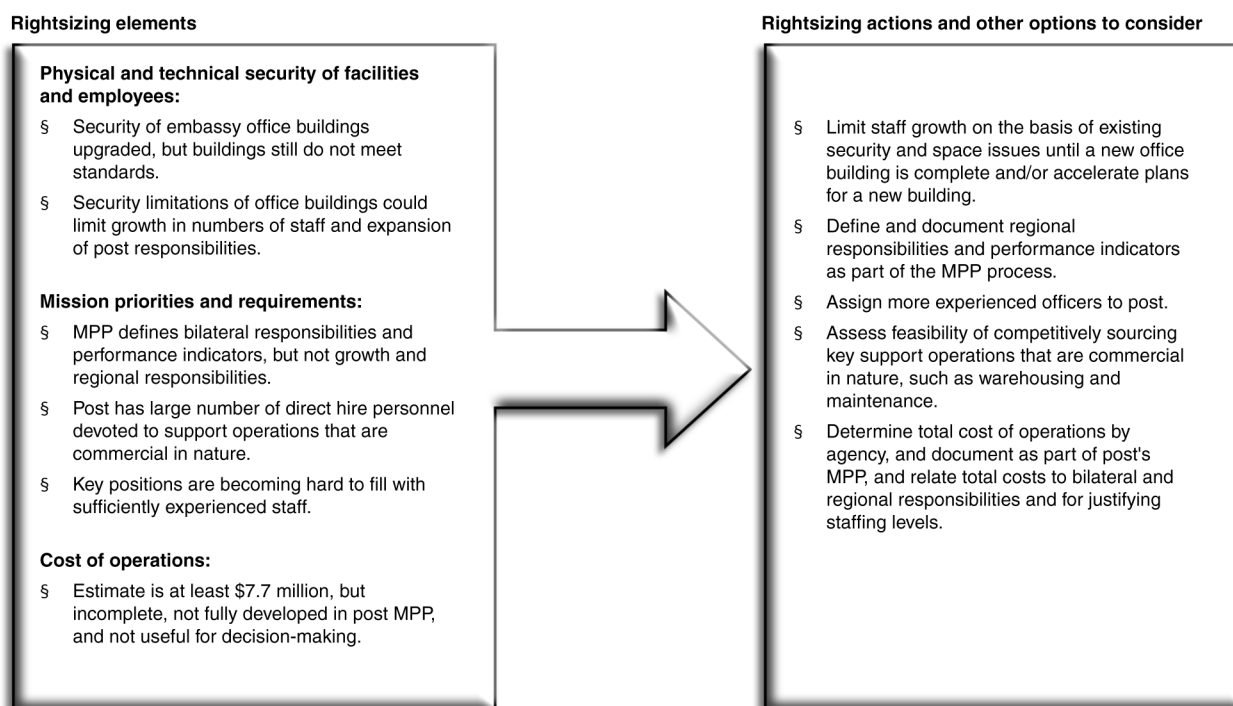 Rightsizing elements
Physical and technical security of facilities
and employees:
§ Security of embassy office buildings
upgraded, but buildings still do not meet
standards.
§ Security limitations of office buildings could
limit growth in numbers of staff and expansion
of post responsibilities.
Mission priorities and requirements:
§ MPP defines bilateral responsibilities and
performance indicators, but not growth and
regional responsibilities.
§ Post has large number of direct hire personnel
devoted to support operations that are
commercial in nature.
§ Key positions are becoming hard to fill with
sufficiently experienced staff.
Cost of operations:
§ Estimate is at least $7.7 million, but
incomplete, not fully developed in post MPP,
and not useful for decision-making.
Rightsizing actions and other options to consider
§ Limit staff growth on the basis of existing
security and space issues until a new office
building is complete and/or accelerate plans
for a new building.
§ Define and document regional
responsibilities and performance indicators
as part of the MPP process.
§ Assign more experienced officers to post.
§ Assess feasibility of competitively sourcing
key support operations that are commercial
in nature, such as warehousing and
maintenance.
§ Determine total cost of operations by
agency, and document as part of post's
MPP, and relate total costs to bilateral and
regional responsibilities and for justifying
staffing levels.